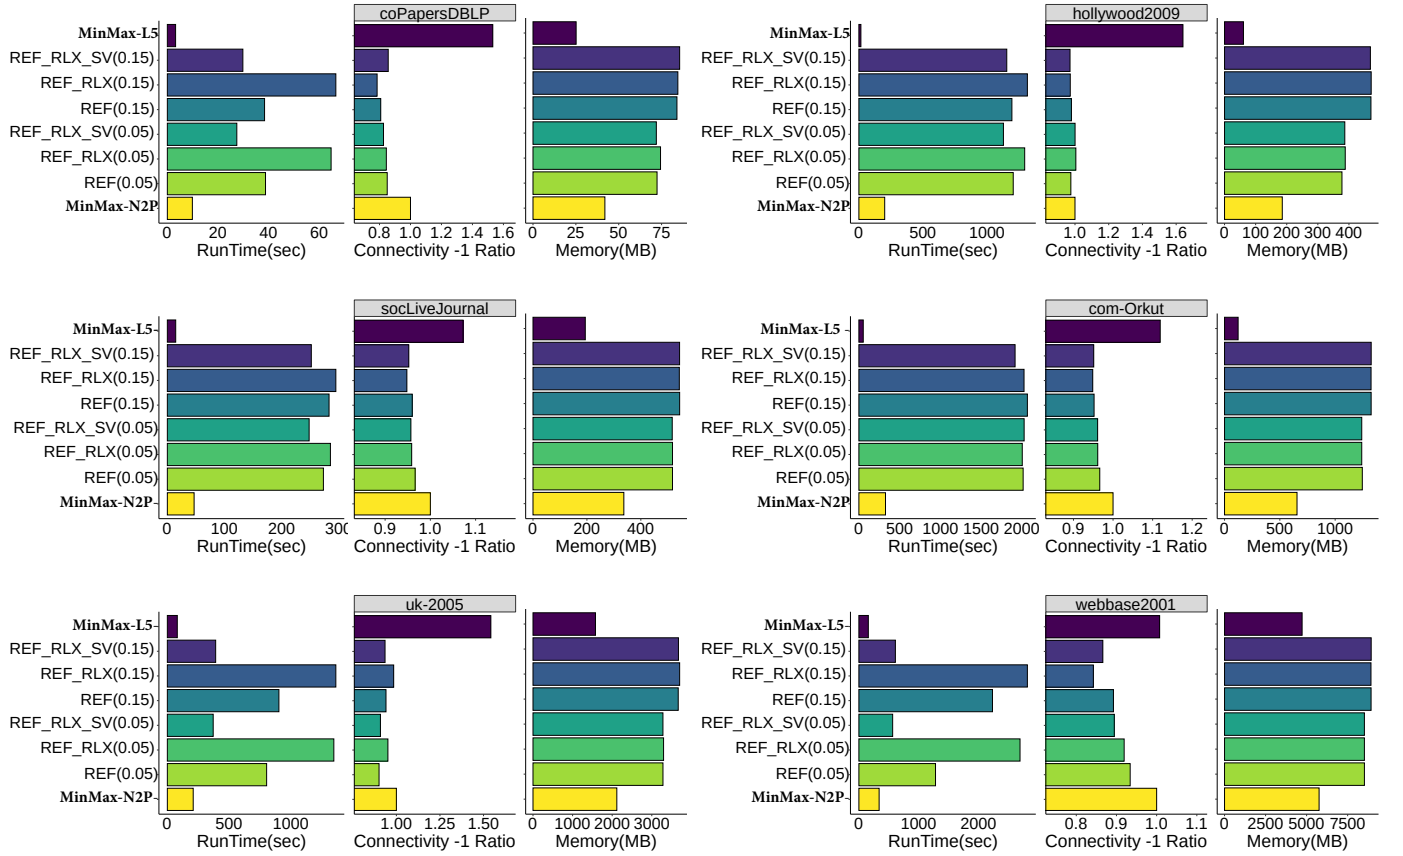 coPapersDBLP
MinMax-L5
REF_RLX_SV(0.15)
REF_RLX(0.15)
REF(0.15)
REF_RLX_SV(0.05)
REF_RLX(0.05)
REF(0.05)
MinMax-N2P
0 20 40 60 0.8 1.0 1.2 1.4 1.6 0 25 50 75
RunTime(sec) Connectivity -1 Ratio Memory(MB)
hollywood2009
MinMax-L5
REF_RLX_SV(0.15)
REF_RLX(0.15)
REF(0.15)
REF_RLX_SV(0.05)
REF_RLX(0.05)
REF(0.05)
MinMax-N2P
0 500 1000 1.0 1.2 1.4 1.6 0 100 200 300 400
RunTime(sec) Connectivity -1 Ratio Memory(MB)
socLiveJournal
MinMax-L5
REF_RLX_SV(0.15)
REF_RLX(0.15)
REF(0.15)
REF_RLX_SV(0.05)
REF_RLX(0.05)
REF(0.05)
MinMax-N2P
0 100 200 300 0.9 1.0 1.1 0 200 400
RunTime(sec) Connectivity -1 Ratio Memory(MB)
com-Orkut
MinMax-L5
REF_RLX_SV(0.15)
REF_RLX(0.15)
REF(0.15)
REF_RLX_SV(0.05)
REF_RLX(0.05)
REF(0.05)
MinMax-N2P
0 500 1000 1500 2000 0.9 1.0 1.1 1.2 0 500 1000
RunTime(sec) Connectivity -1 Ratio Memory(MB)
uk-2005
MinMax-L5
REF_RLX_SV(0.15)
REF_RLX(0.15)
REF(0.15)
REF_RLX_SV(0.05)
REF_RLX(0.05)
REF(0.05)
MinMax-N2P
0 500 1000 1.00 1.25 1.50 0 1000 2000 3000
RunTime(sec) Connectivity -1 Ratio Memory(MB)
webbase2001
MinMax-L5
REF_RLX_SV(0.15)
REF_RLX(0.15)
REF(0.15)
REF_RLX_SV(0.05)
REF_RLX(0.05)
REF(0.05)
MinMax-N2P
0 1000 2000 0.8 0.9 1.0 1.1 0 2500 5000 7500
RunTime(sec) Connectivity -1 Ratio Memory(MB)